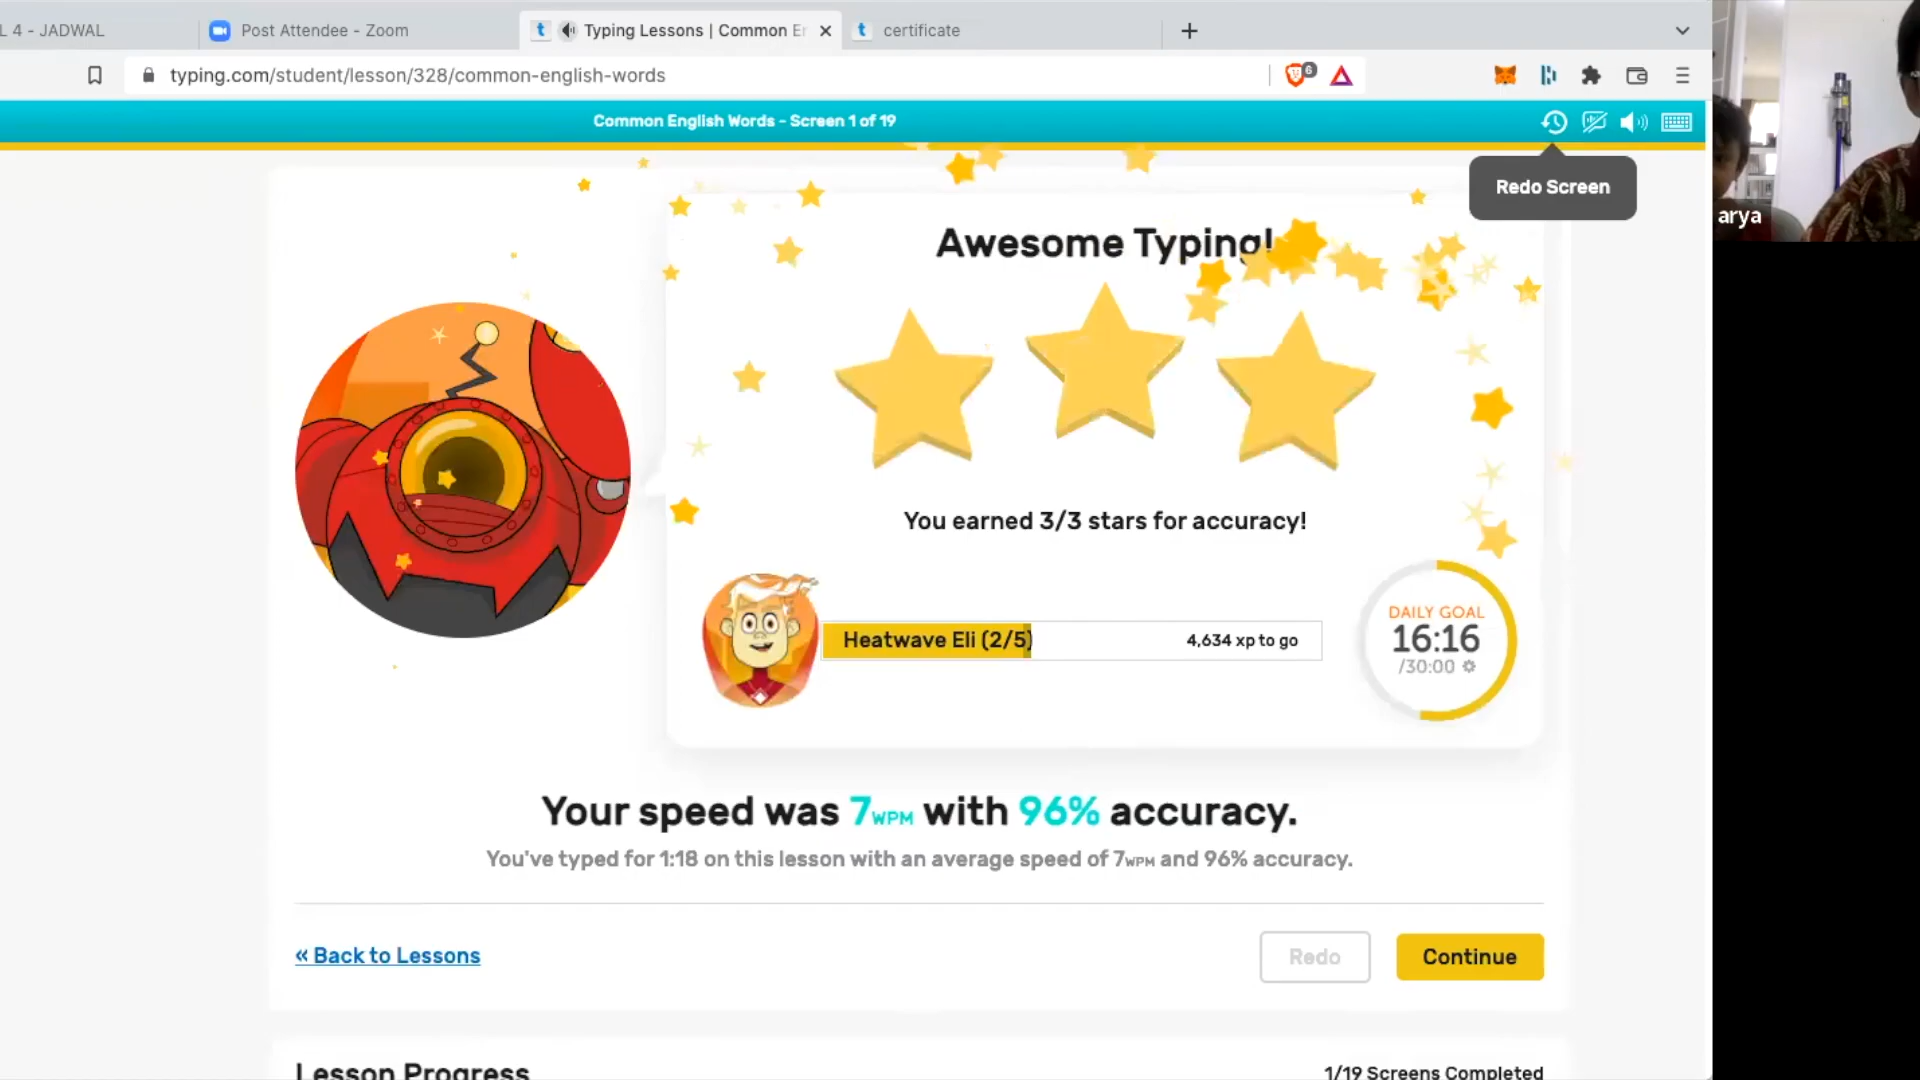 L 4 - JADWAL
Post Attendee - Zoom
Typing Lessons | Common Er
certificate
typing.com/student/lesson/328/common-english-words
6
Common English Words - Screen 1 of 19
Redo Screen
arya
Awesome Typing!
You earned 3/3 stars for accuracy!
Heatwave Eli (2/5)
4,634 xp to go
DAILY GOAL
16:16
/30:00
Your speed was 7WPM with 96% accuracy.
You've typed for 1:18 on this lesson with an average speed of 7WPM and 96% accuracy.
« Back to Lessons
Redo
Continue
Lesson Progress
1/19 Screens Completed